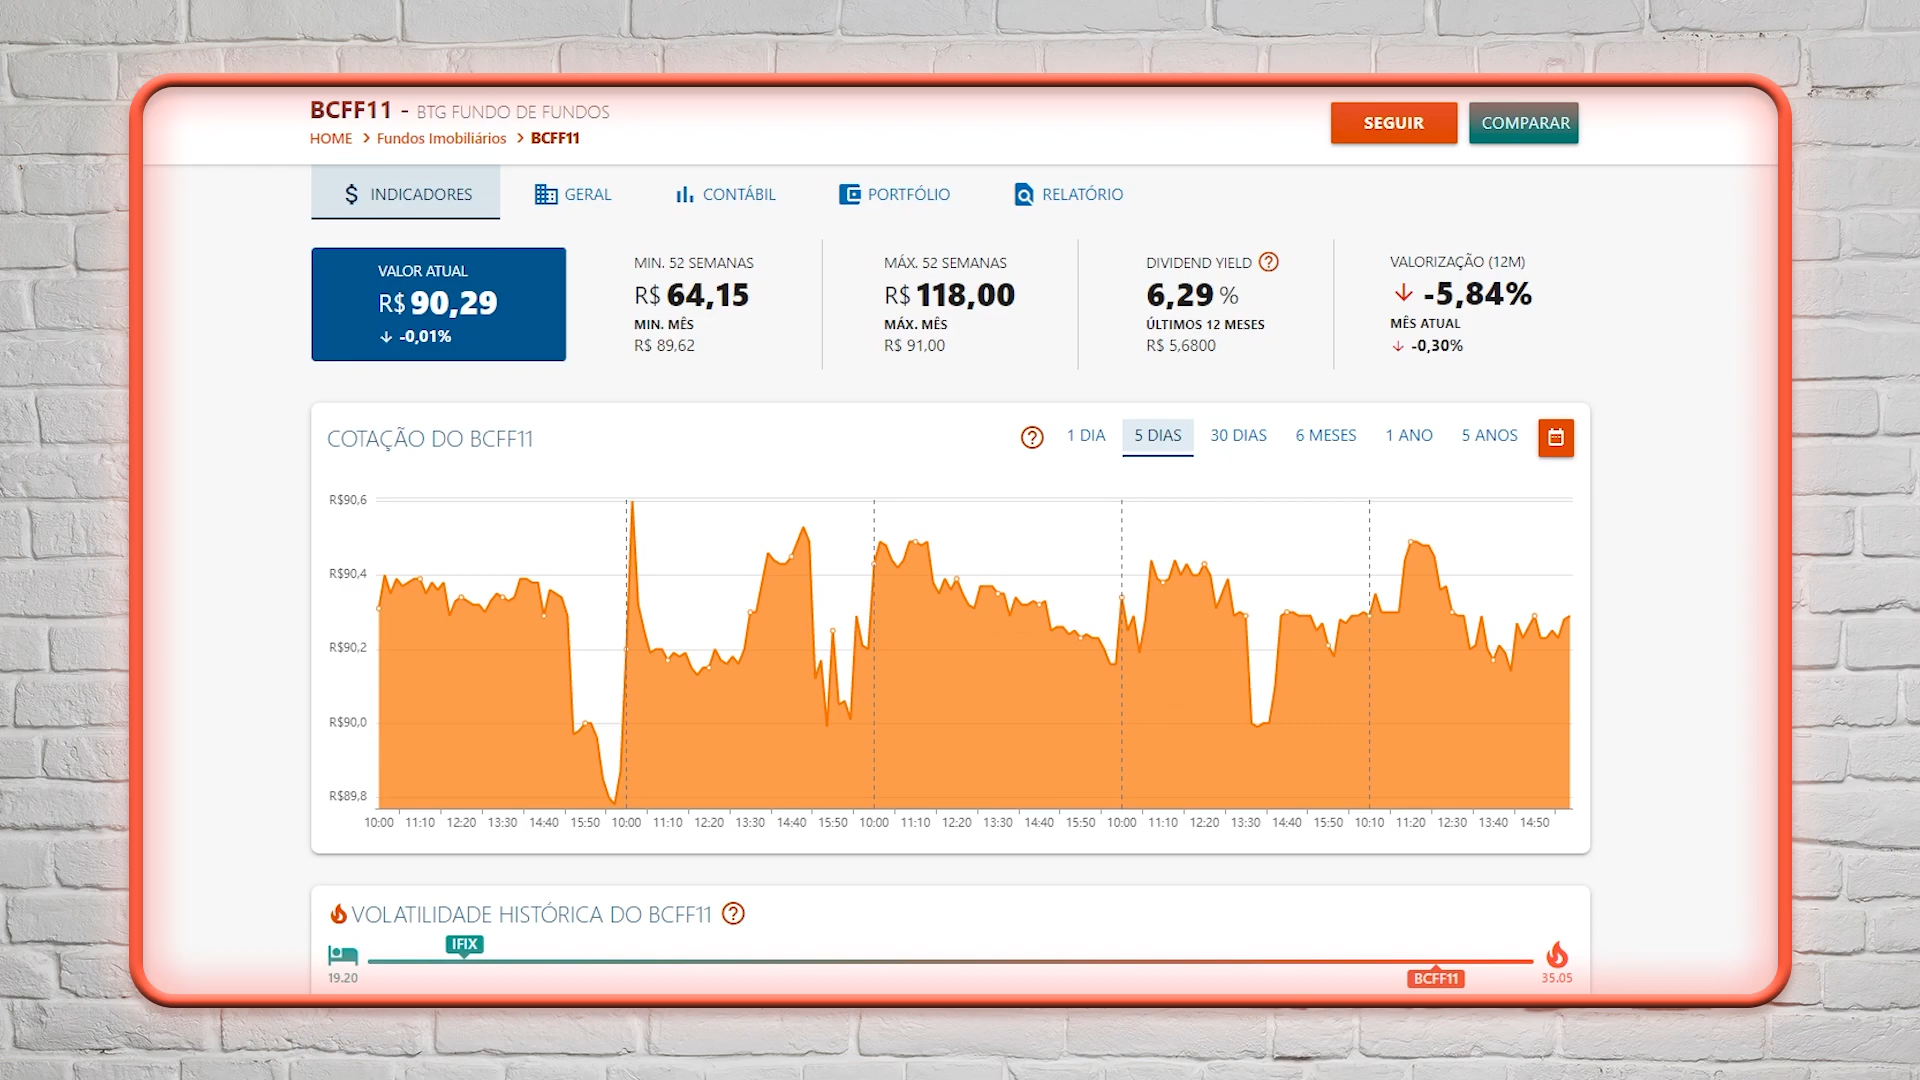 BCFF11 - BTG FUNDO DE FUNDOS
HOME > Fundos Imobiliários > BCFF11
SEGUIR
COMPARAR
INDICADORES
GERAL
CONTÁBIL
PORTFÓLIO
RELATÓRIO
VALOR ATUAL
R$ 90,29
-0,01%
MIN. 52 SEMANAS
R$ 64,15
MIN. MÊS
R$ 89,62
MÁX. 52 SEMANAS
R$ 118,00
MÁX. MÊS
R$ 91,00
DIVIDEND YIELD ?
6,29 %
ÚLTIMOS 12 MESES
R$ 5,6800
VALORIZAÇÃO (12M)
-5,84%
MÊS ATUAL
-0,30%
COTAÇÃO DO BCFF11
? 1 DIA 5 DIAS 30 DIAS 6 MESES 1 ANO 5 ANOS
R$90,6
R$90,4
R$90,2
R$90,0
R$89,8
10:00 11:10 12:20 13:30 14:40 15:50 10:00 11:10 12:20 13:30 14:40 15:50 10:00 11:10 12:20 13:30 14:40 15:50 10:00 11:10 12:20 13:30 14:40 15:50 10:10 11:20 12:30 13:40 14:50
VOLATILIDADE HISTÓRICA DO BCFF11 ?
IFIX
19.20
BCFF11
35.05